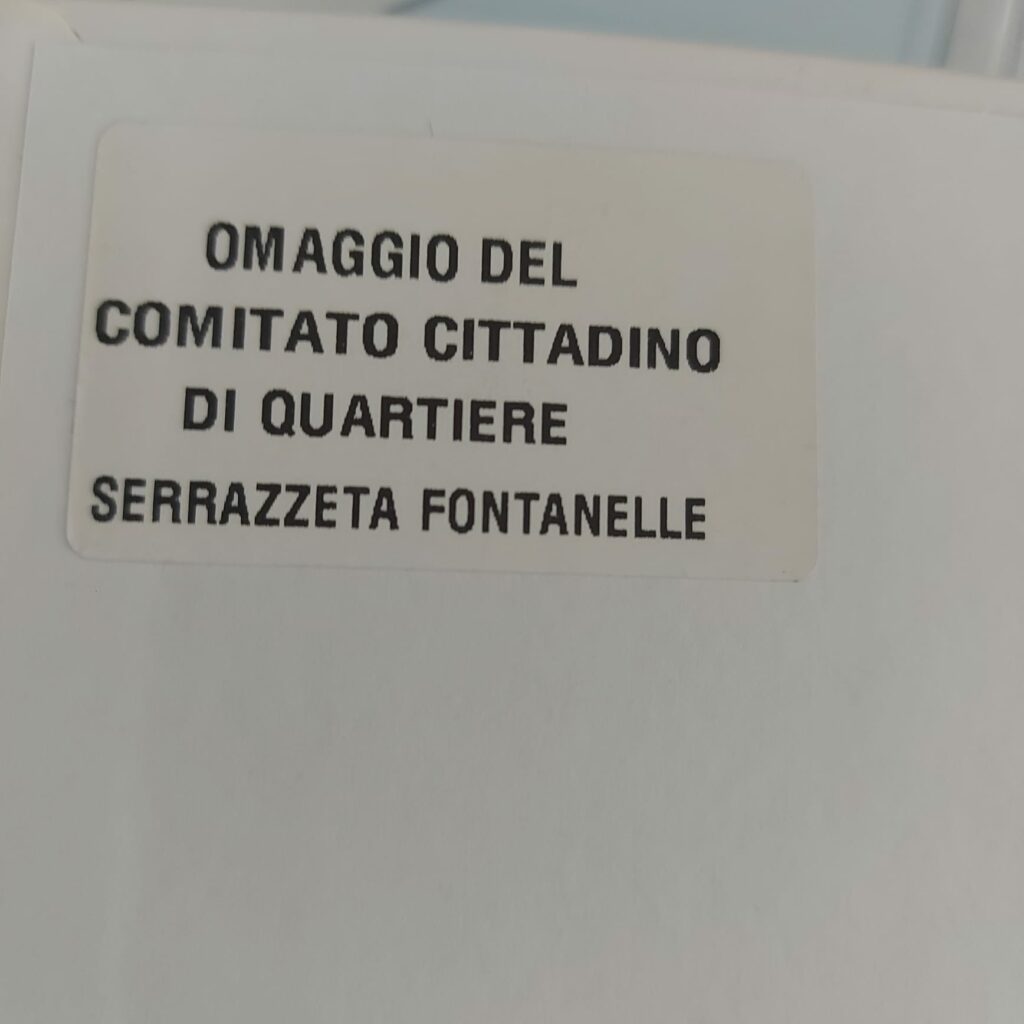 OMAGGIO DEL
COMITATO CITTADINO
DI QUARTIERE
SERRAZZETA FONTANELLE